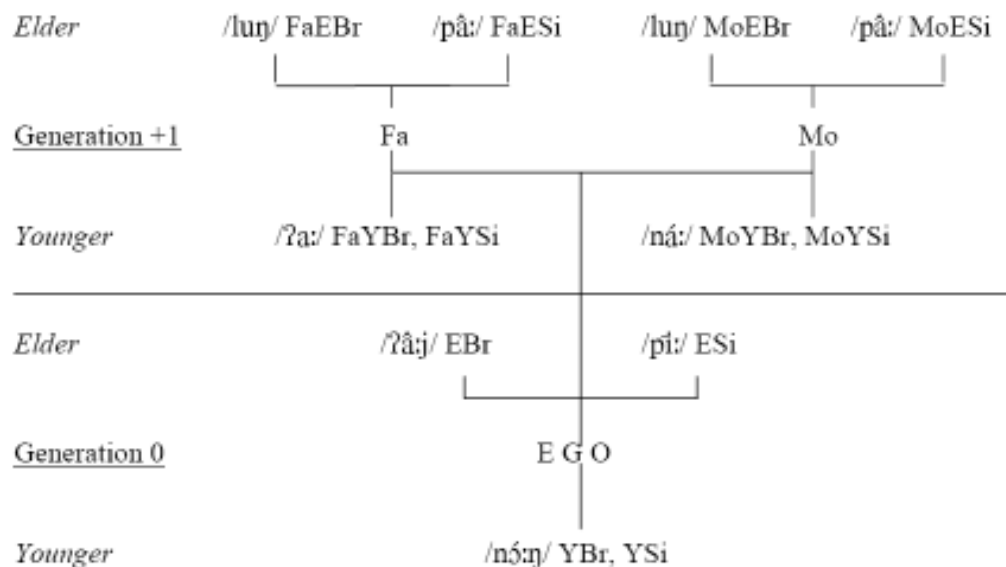 Elder /luŋ/ FaEBr /pâː/ FaESi /luŋ/ MoEBr /pâː/ MoESi
Generation +1 Fa Mo
Younger /ʔaː/ FaYBr, FaYSi /náː/ MoYBr, MoYSi
Elder /ʔâːj/ EBr /pîː/ ESi
Generation 0 E G O
Younger /nɔ́ːŋ/ YBr, YSi